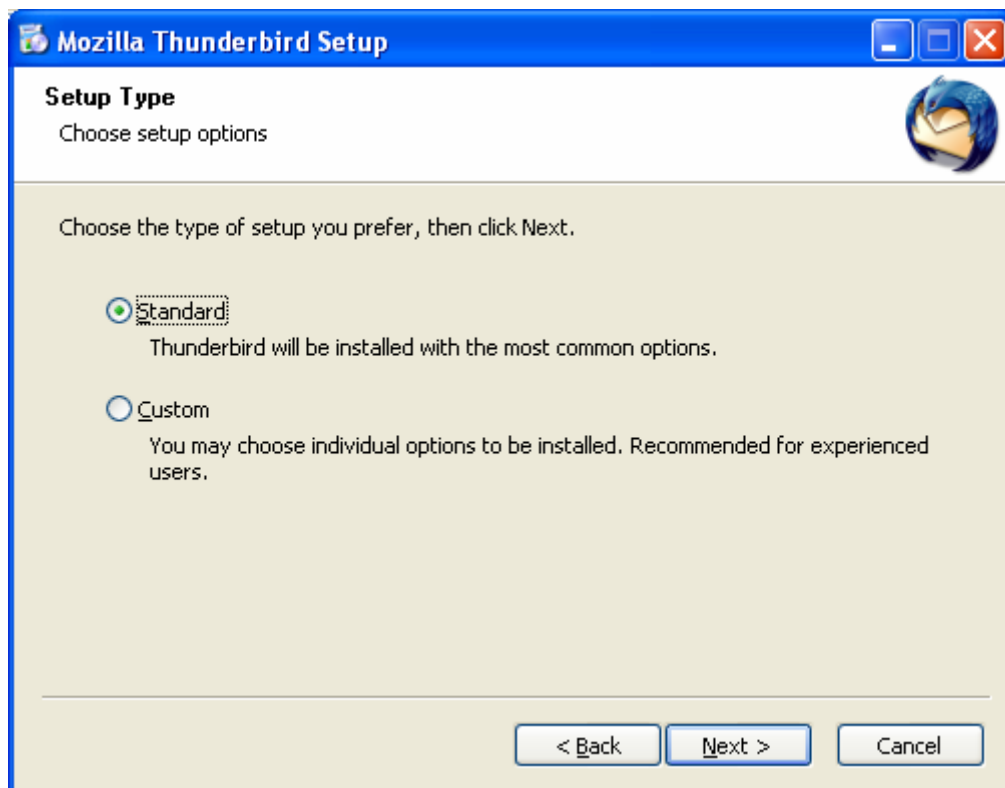 Mozilla Thunderbird Setup
Setup Type
Choose setup options
Choose the type of setup you prefer, then click Next.
Standard
Thunderbird will be installed with the most common options.
Custom
You may choose individual options to be installed. Recommended for experienced
users.
< Back
Next >
Cancel